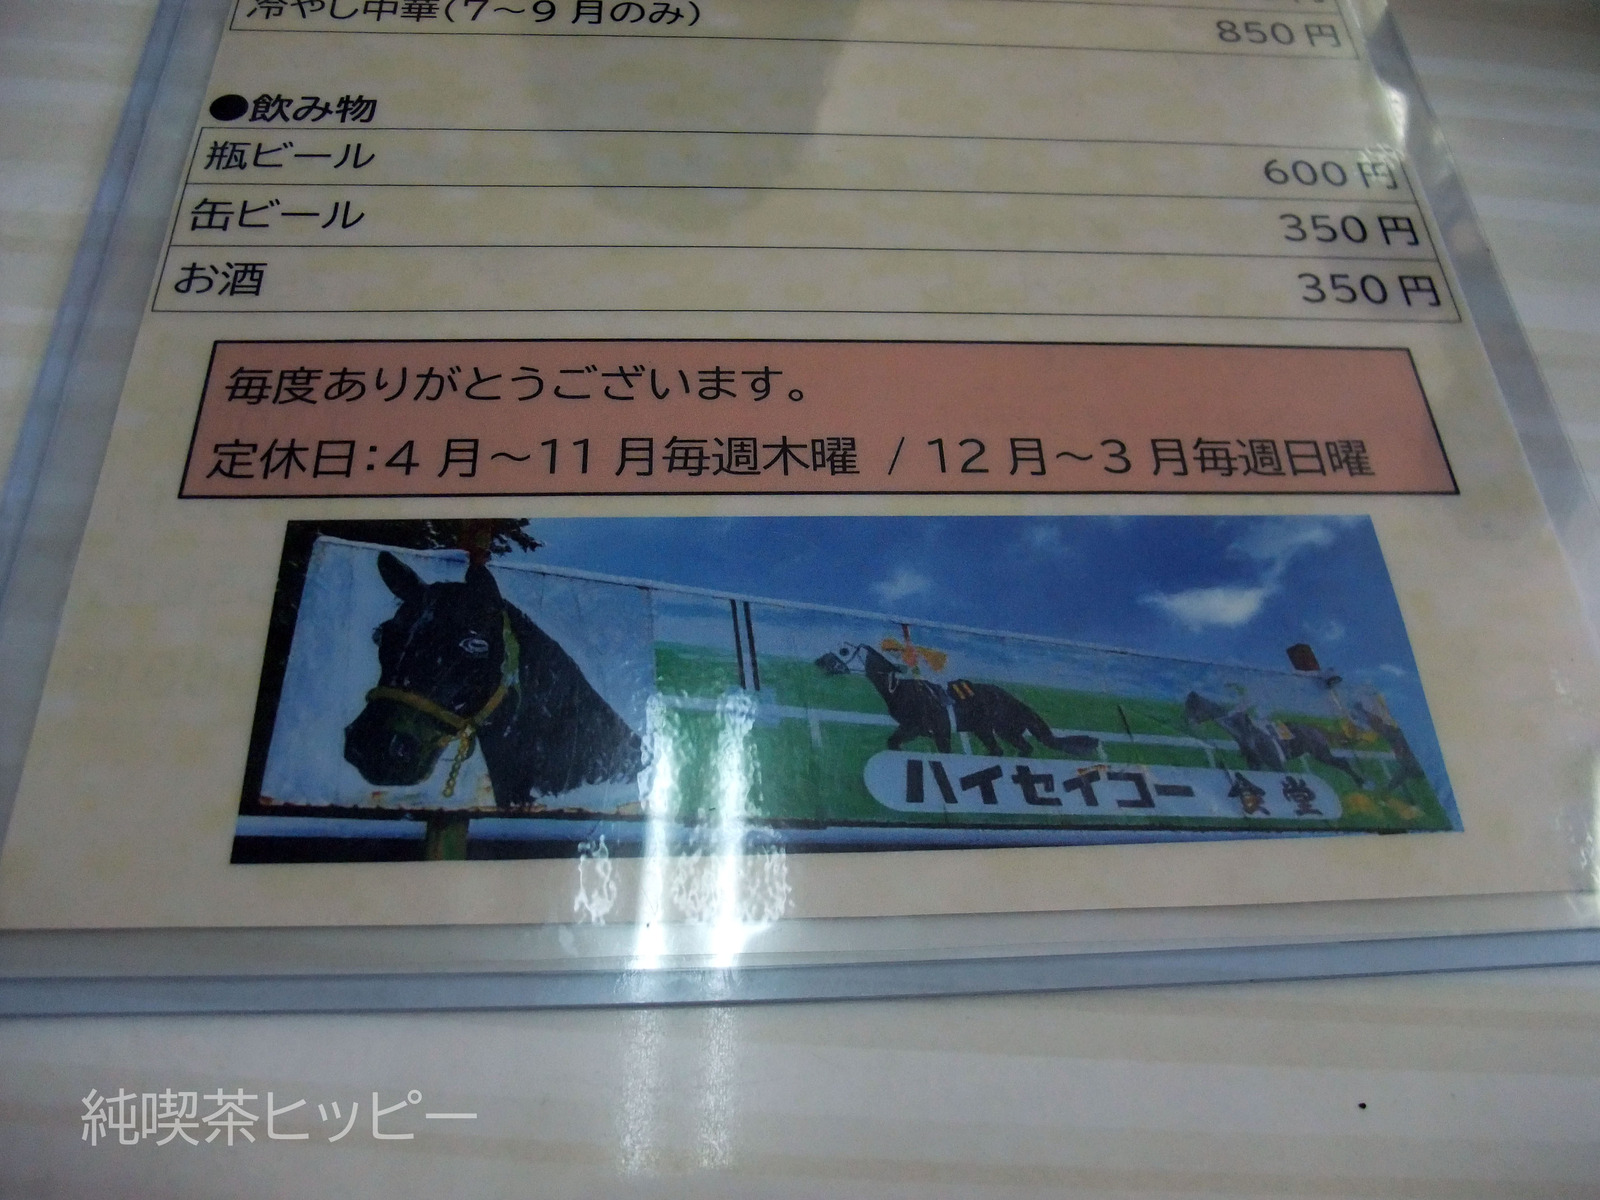 冷やし中華(7～9月のみ) 850円
●飲み物
瓶ビール 600円
缶ビール 350円
お酒 350円
毎度ありがとうございます。
定休日:4月～11月毎週木曜 / 12月～3月毎週日曜
ハイセイコー食堂
純喫茶ヒッピー